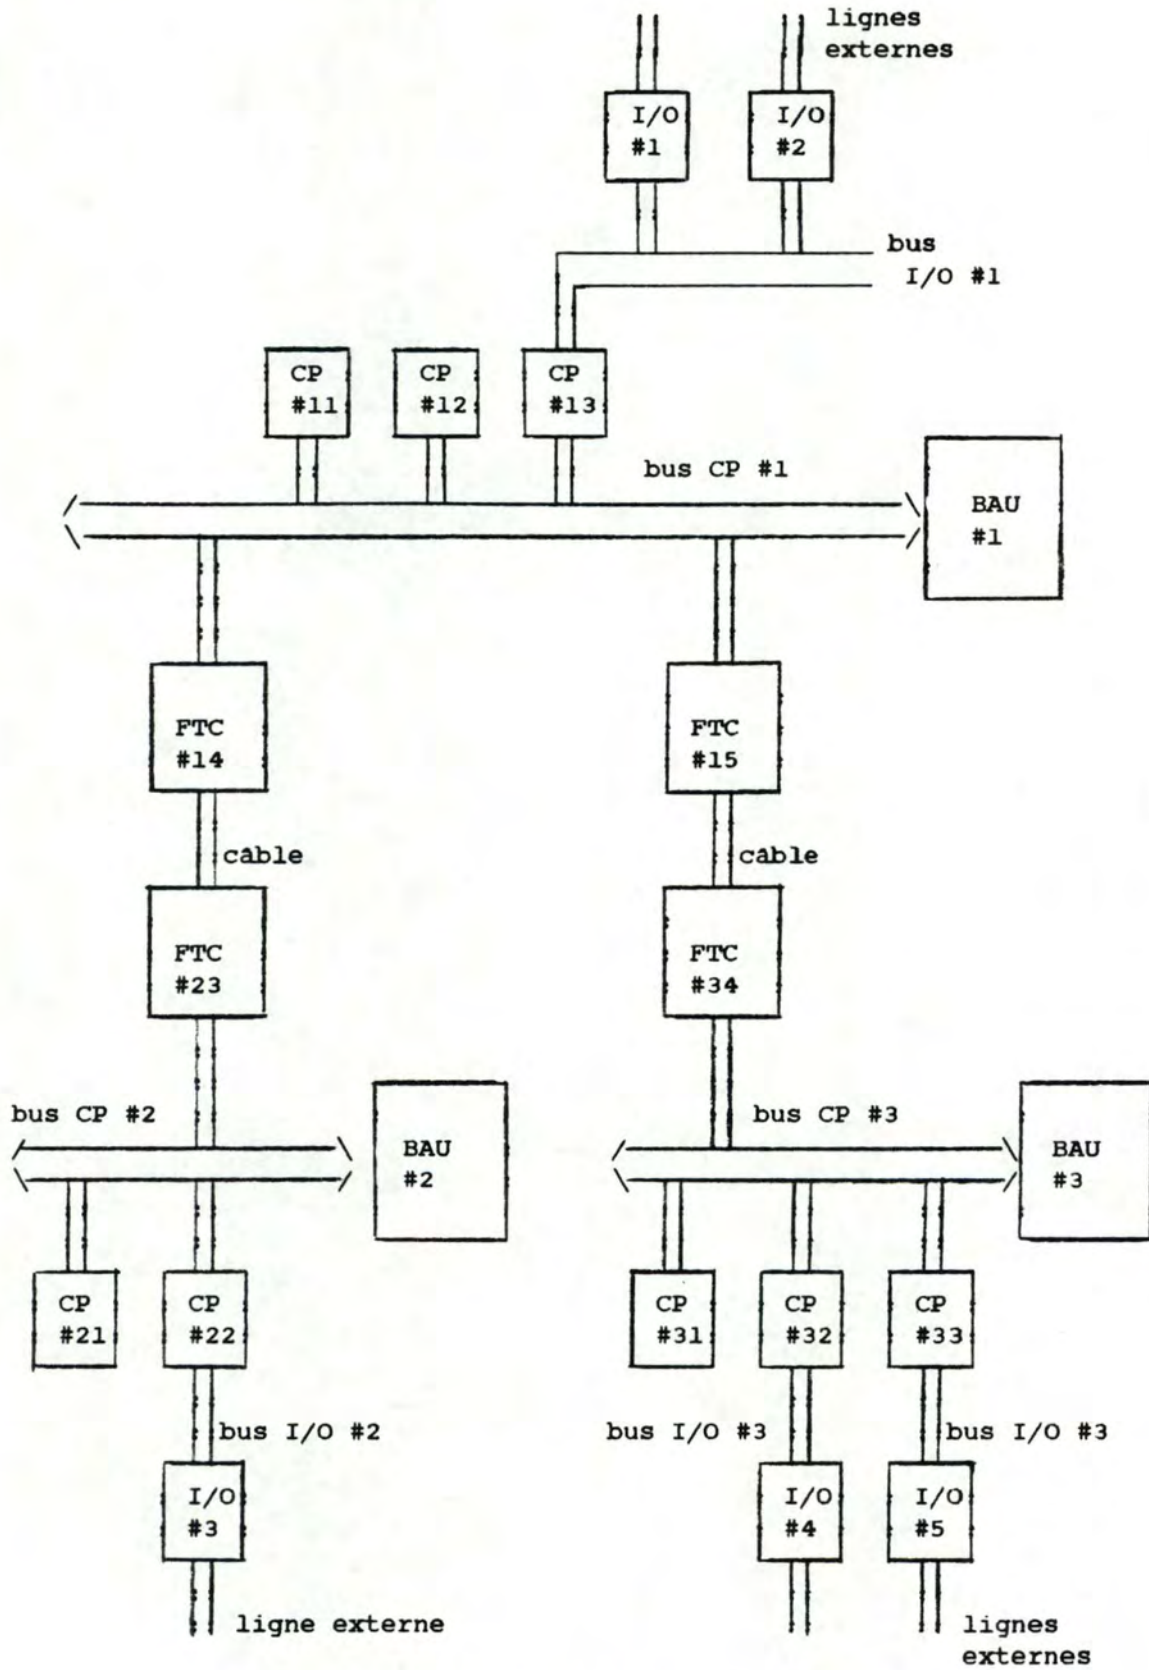 lignes
externes
I/O
#1
I/O
#2
bus
I/O #1
CP
#11
CP
#12
CP
#13
bus CP #1
BAU
#1
FTC
#14
FTC
#15
câble
câble
FTC
#23
FTC
#34
bus CP #2
bus CP #3
BAU
#2
BAU
#3
CP
#21
CP
#22
CP
#31
CP
#32
CP
#33
bus I/O #2
bus I/O #3
bus I/O #3
I/O
#3
I/O
#4
I/O
#5
ligne externe
lignes
externes